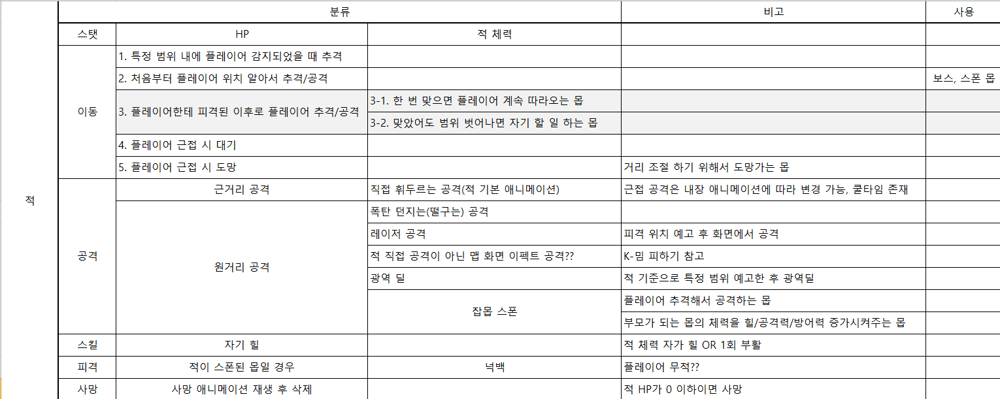 분류 비고 사용
스탯 HP 적 체력
1. 특정 범위 내에 플레이어 감지되었을 때 추격
2. 처음부터 플레이어 위치 알아서 추격/공격 보스, 스폰 몹
이동 3. 플레이어한테 피격된 이후로 플레이어 추격/공격 3-1. 한 번 맞으면 플레이어 계속 따라오는 몹
3-2. 맞았어도 범위 벗어나면 자기 할 일 하는 몹
4. 플레이어 근접 시 대기
5. 플레이어 근접 시 도망 거리 조절 하기 위해서 도망가는 몹
적
근거리 공격 직접 휘두르는 공격(적 기본 애니메이션) 근접 공격은 내장 애니메이션에 따라 변경 가능, 쿨타임 존재
공격 원거리 공격 폭탄 던지는(떨구는) 공격
레이저 공격 피격 위치 예고 후 화면에서 공격
적 직접 공격이 아닌 맵 화면 이펙트 공격?? K-밈 피하기 참고
광역 딜 적 기준으로 특정 범위 예고한 후 광역딜
잡몹 스폰 플레이어 추격해서 공격하는 몹
부모가 되는 몹의 체력을 힐/공격력/방어력 증가시켜주는 몹
스킬 자기 힐 적 체력 자가 힐 OR 1회 부활
피격 적이 스폰된 몹일 경우 넉백 플레이어 무적??
사망 사망 애니메이션 재생 후 삭제 적 HP가 0 이하이면 사망